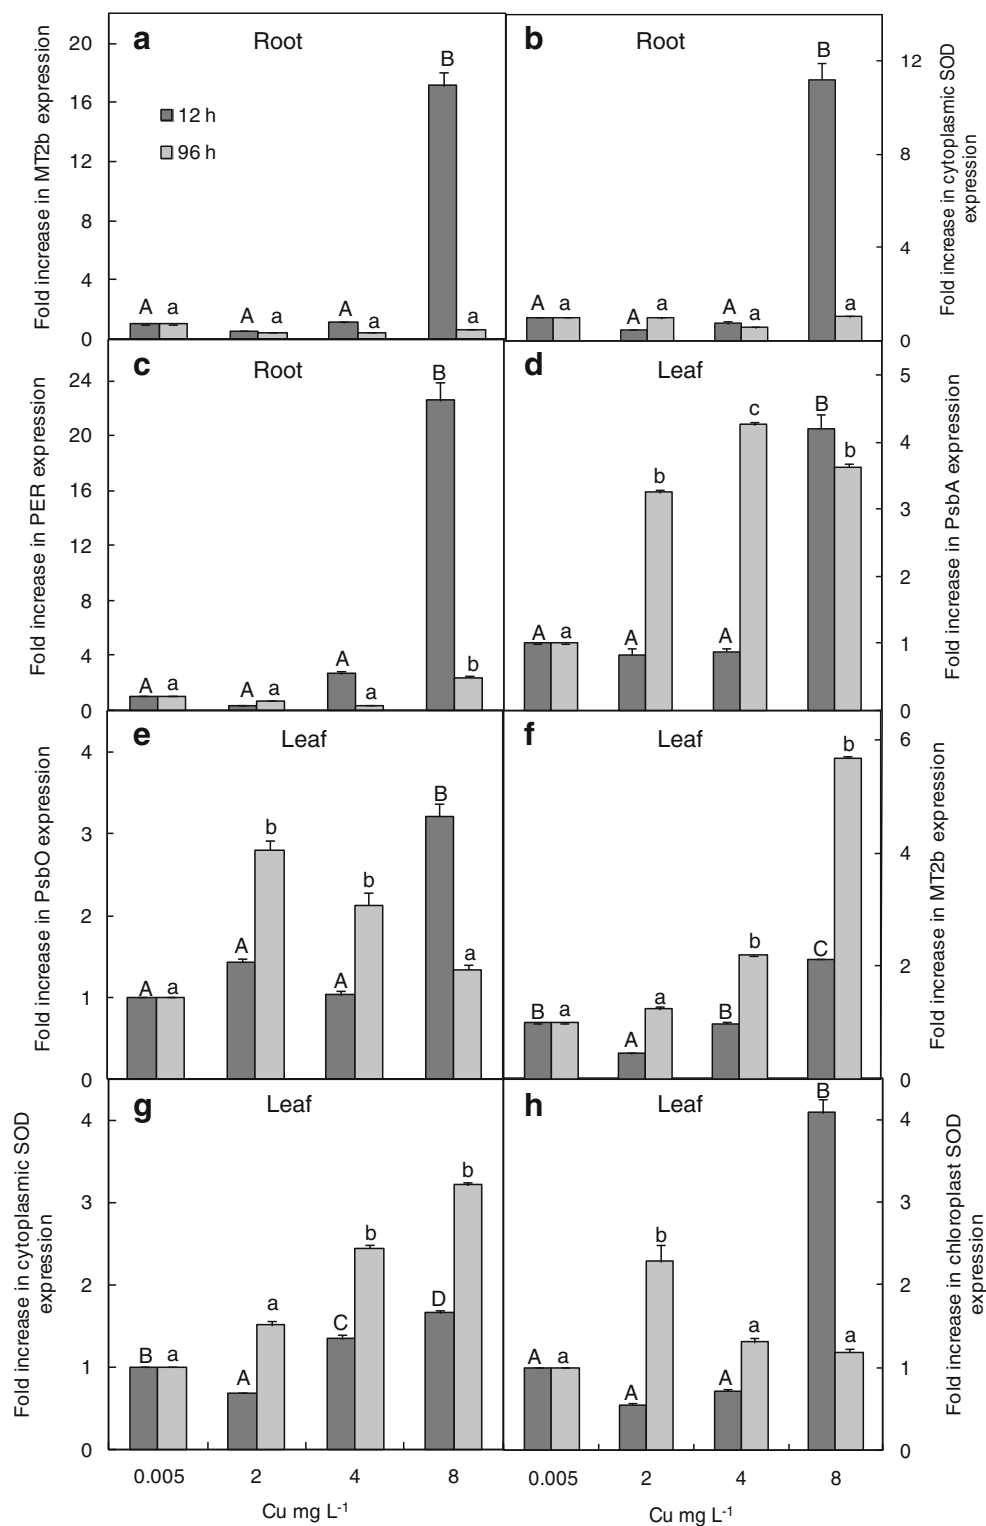 a Root
Fold increase in MT2b expression
20
16
12
8
4
0
12 h
96 h
A a A a A a B a
b Root
Fold increase in cytoplasmic SOD
expression
12
8
4
0
A a A a A a B a
c Root
Fold increase in PER expression
24
20
16
12
8
4
0
A a A a A a B b
d Leaf
Fold increase in PsbA expression
5
4
3
2
1
0
A a A b A c B b
e Leaf
Fold increase in PsbO expression
4
3
2
1
0
A a A b A b B a
f Leaf
Fold increase in MT2b expression
6
4
2
0
B a A a B b C b
g Leaf
Fold increase in cytoplasmic SOD
expression
4
3
2
1
0
B a A a C b D b
0.005 2 4 8
Cu mg L-1
h Leaf
Fold increase in chloroplast SOD
expression
4
3
2
1
0
A a A b A a B a
0.005 2 4 8
Cu mg L-1